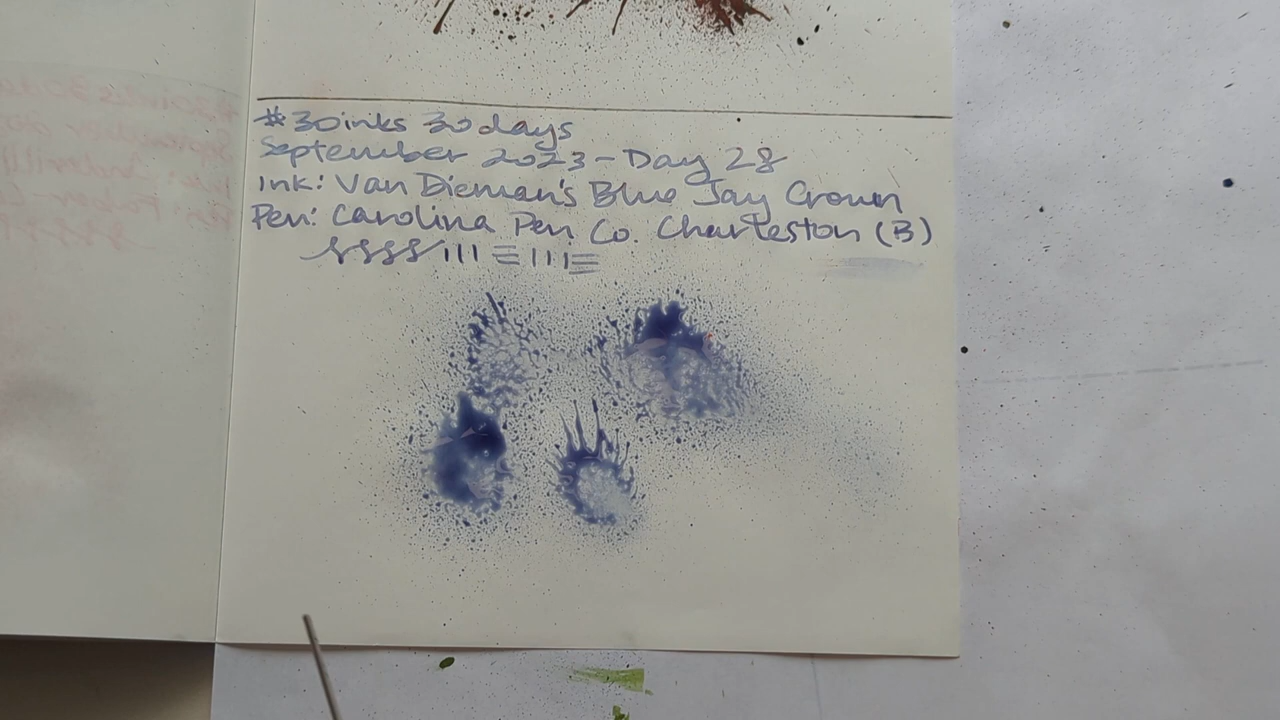 #30inks 30days
September 2023 - Day 28
Ink: Van Dieman's Blue Jay Crown
Pen: Carolina Pen Co. Charleston (B)